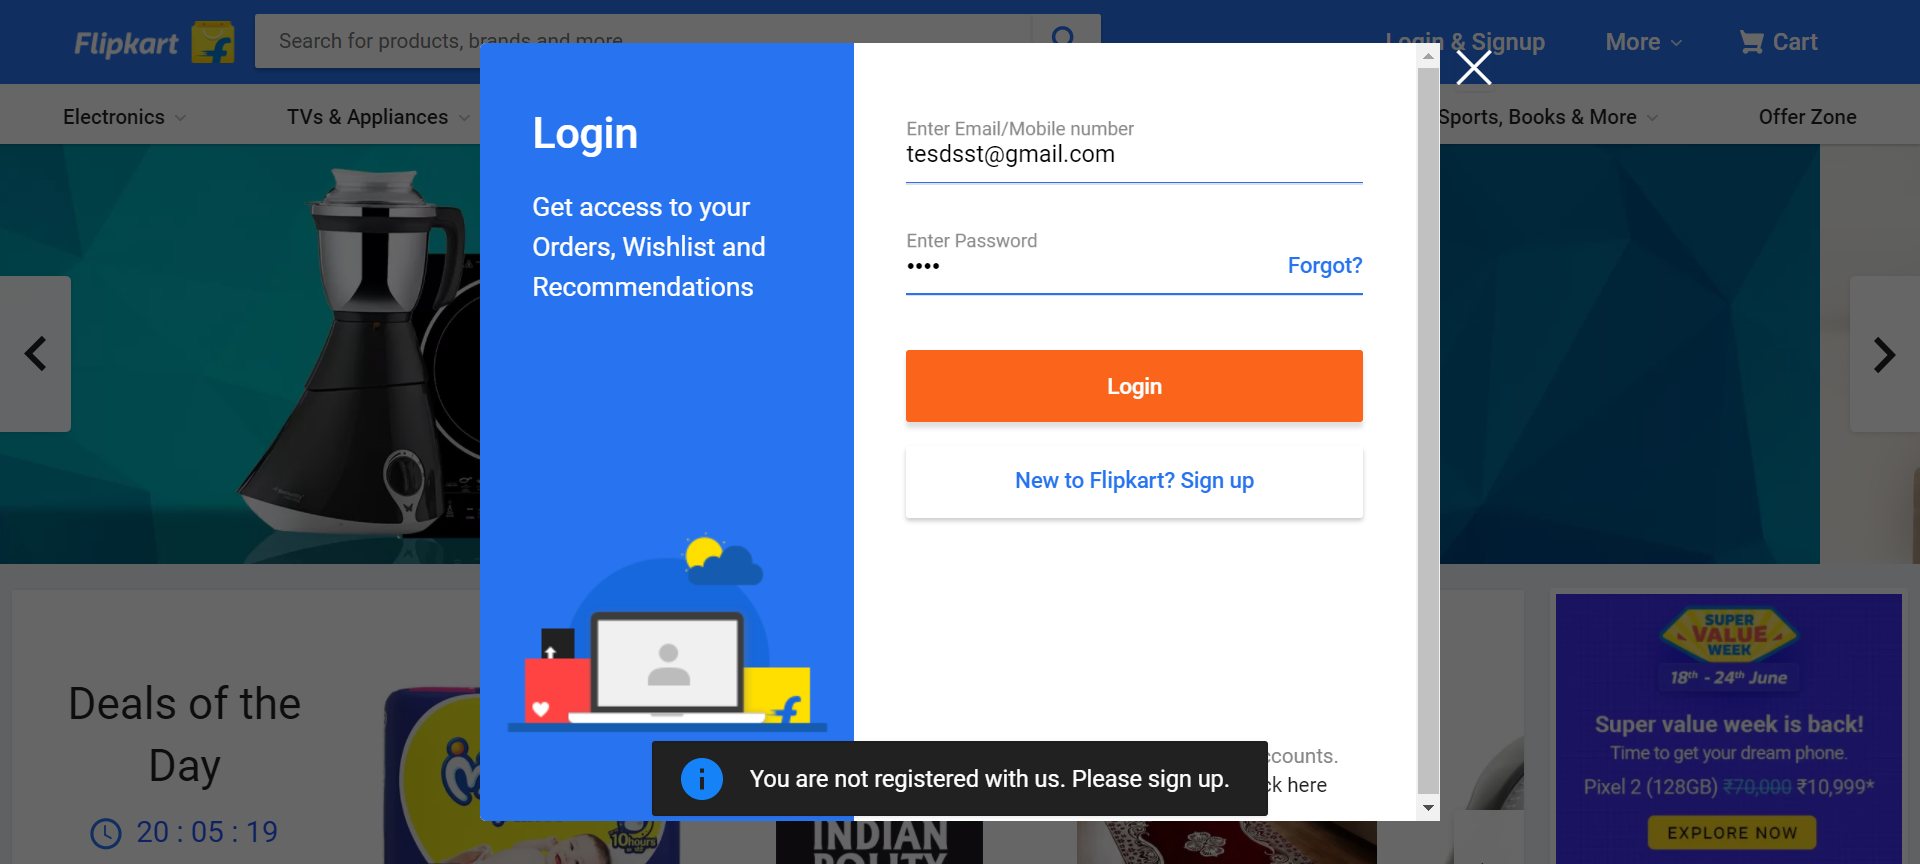 Flipkart
Search for products, brands and more
Login & Signup
More
Cart
Electronics
TVs & Appliances
Sports, Books & More
Offer Zone
Login
Get access to your
Orders, Wishlist and
Recommendations
Enter Email/Mobile number
tesdsst@gmail.com
Enter Password
••••
Forgot?
Login
New to Flipkart? Sign up
ccounts.
ck here
You are not registered with us. Please sign up.
Deals of the
Day
20 : 05 : 19
10hours
INDIAN
POLITY
SUPER
VALUE
WEEK
18th - 24th June
Super value week is back!
Time to get your dream phone.
Pixel 2 (128GB) ₹70,000 ₹10,999*
EXPLORE NOW